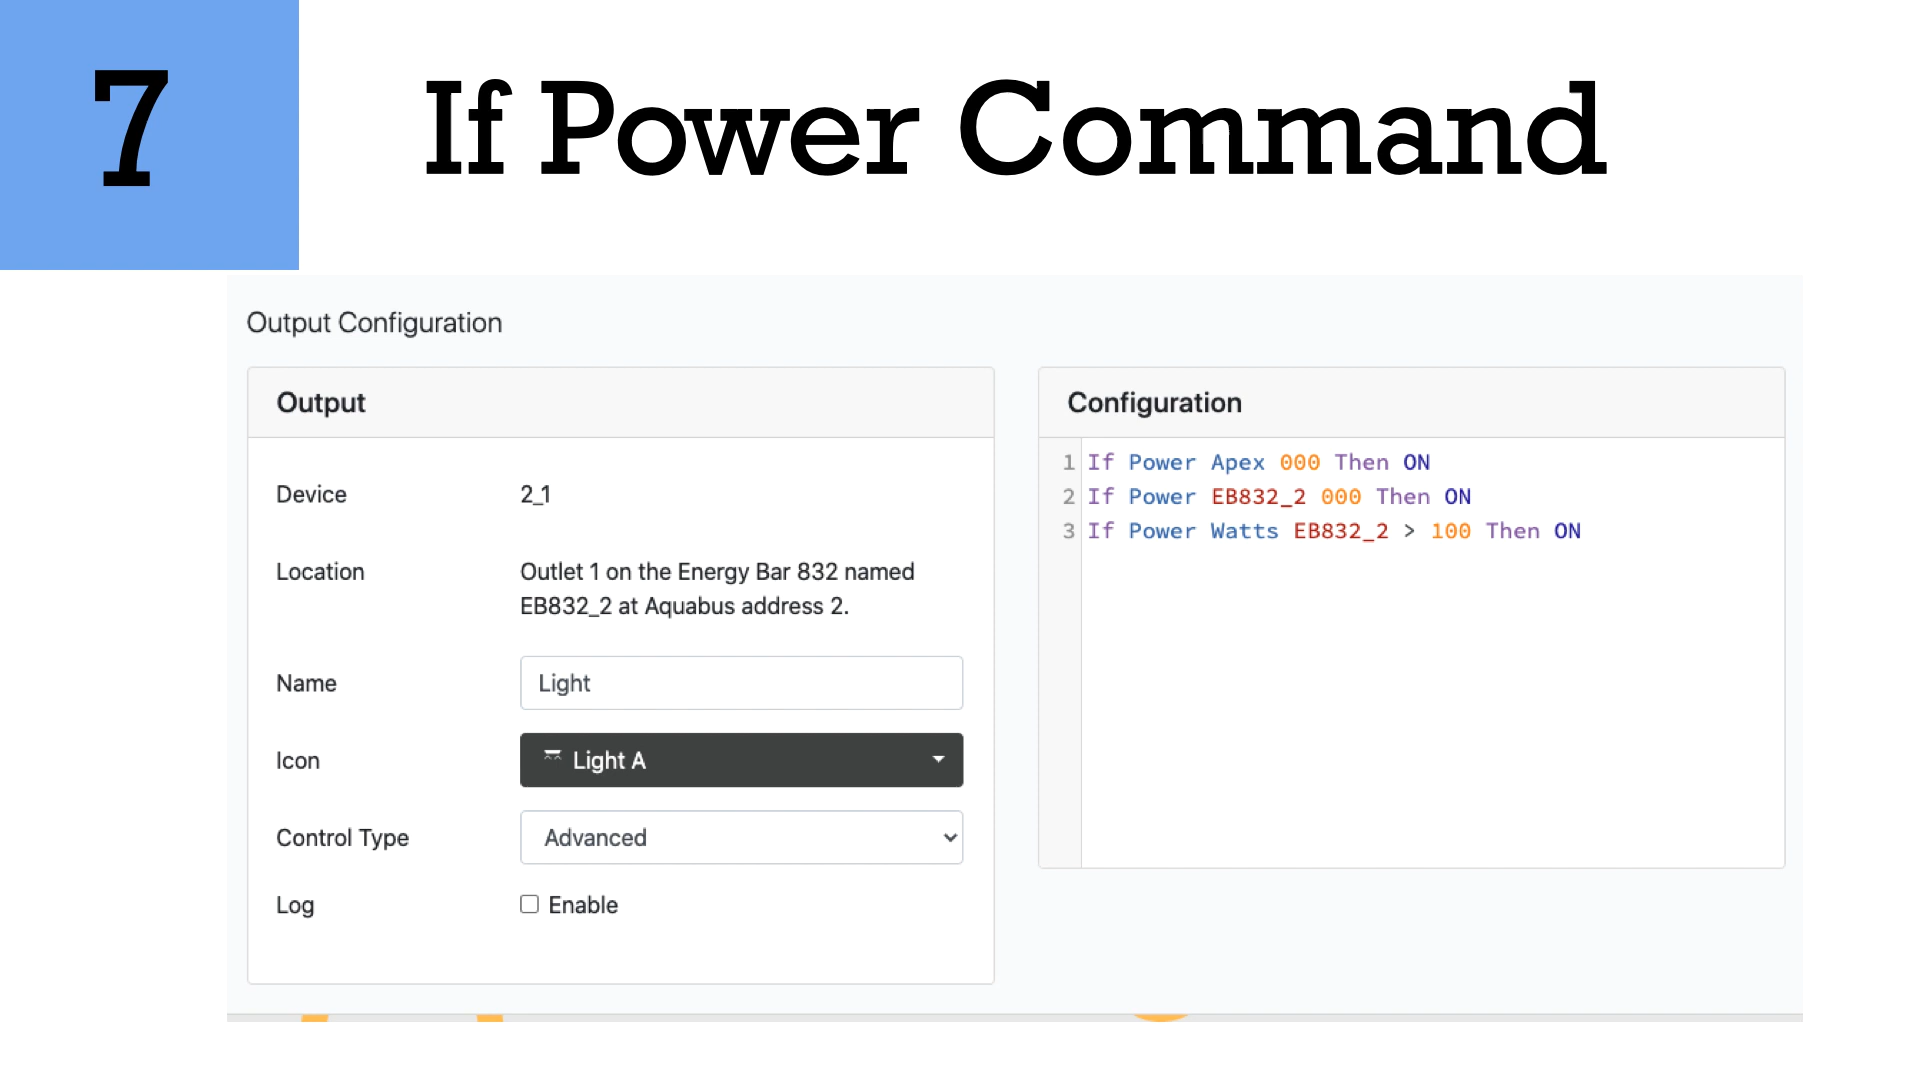 7
If Power Command
Output Configuration
Output
Device 2_1
Location Outlet 1 on the Energy Bar 832 named
EB832_2 at Aquabus address 2.
Name Light
Icon Light A
Control Type Advanced
Log Enable
Configuration
1 If Power Apex 000 Then ON
2 If Power EB832_2 000 Then ON
3 If Power Watts EB832_2 > 100 Then ON